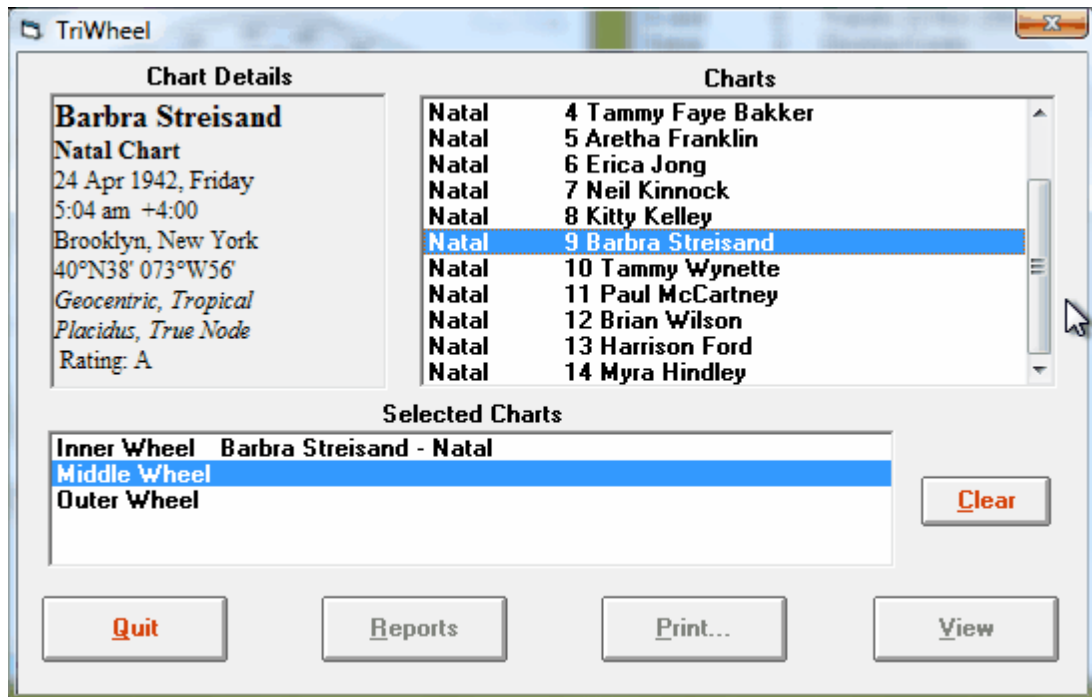 TriWheel
Chart Details
Barbra Streisand
Natal Chart
24 Apr 1942, Friday
5:04 am +4:00
Brooklyn, New York
40°N38' 073°W56'
Geocentric, Tropical
Placidus, True Node
Rating: A
Charts
Natal 4 Tammy Faye Bakker
Natal 5 Aretha Franklin
Natal 6 Erica Jong
Natal 7 Neil Kinnock
Natal 8 Kitty Kelley
Natal 9 Barbra Streisand
Natal 10 Tammy Wynette
Natal 11 Paul McCartney
Natal 12 Brian Wilson
Natal 13 Harrison Ford
Natal 14 Myra Hindley
Selected Charts
Inner Wheel Barbra Streisand - Natal
Middle Wheel
Outer Wheel
Clear
Quit Reports Print... View